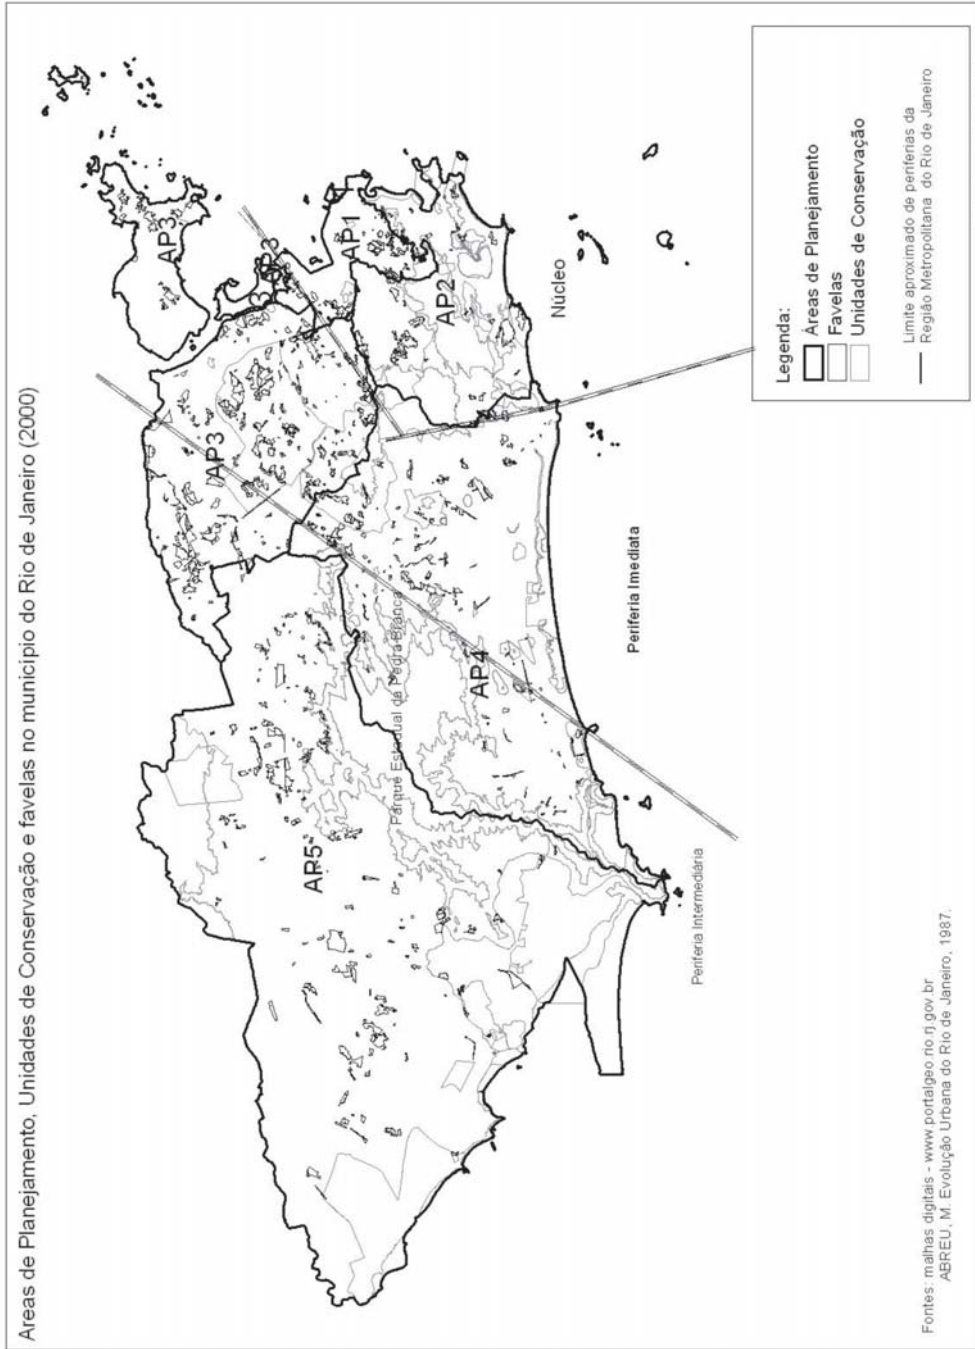 Áreas de Planejamento, Unidades de Conservação e favelas no município do Rio de Janeiro (2000)
AP3
AP3
AP3
AP1
AP2
Núcleo
AP5
Parque Estadual da Pedra Branca
AP4
Periferia Imediata
Periferia Intermediária
Legenda:
Áreas de Planejamento
Favelas
Unidades de Conservação
Limite aproximado de periferias da
Região Metropolitana do Rio de Janeiro
Fontes: malhas digitais - www.portalgeo.rio.rj.gov.br
ABREU, M. Evolução Urbana do Rio de Janeiro, 1987.